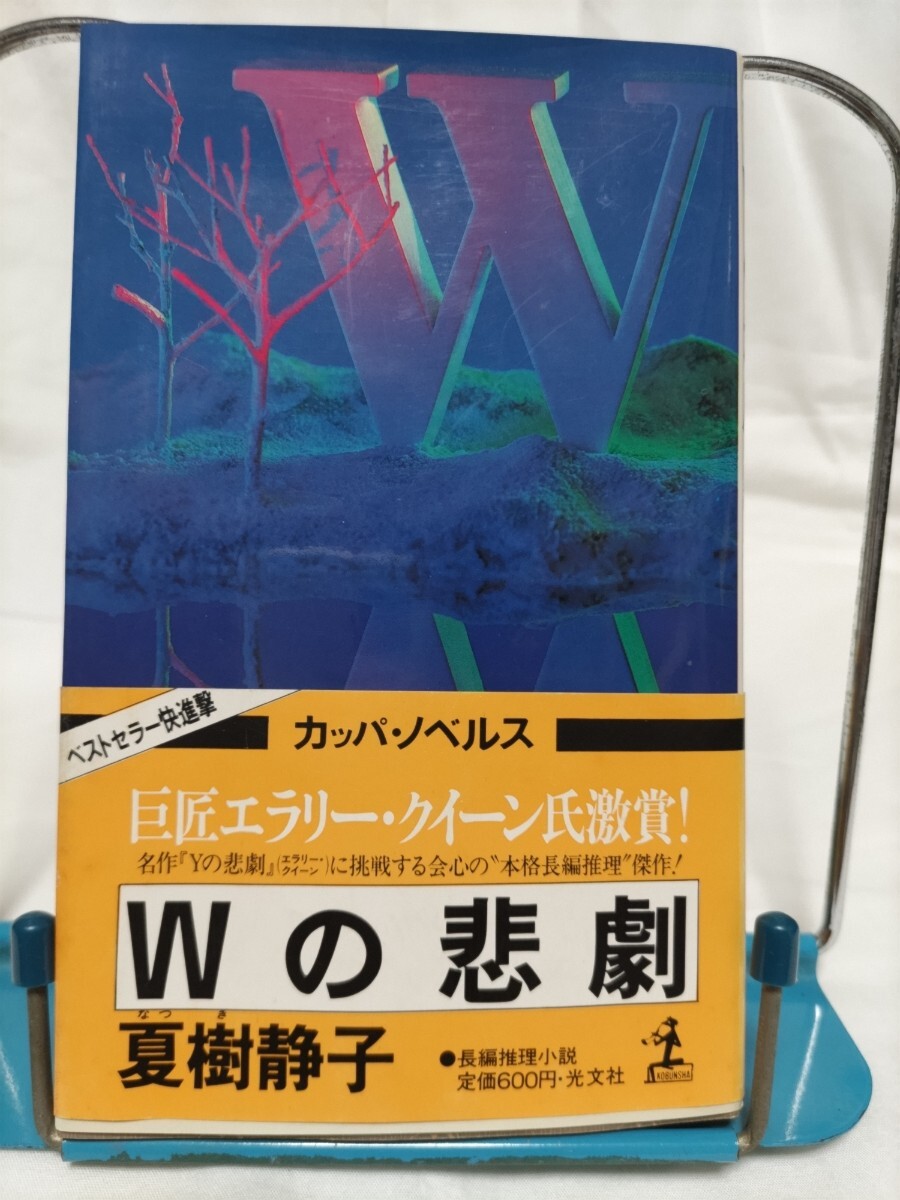 W
ベストセラー快進撃
カッパ・ノベルス
巨匠エラリー・クイーン氏激賞!
名作『Yの悲劇』(エラリー・クイーン)に挑戦する会心の"本格長編推理"傑作!
Wの悲劇
なつき
夏樹静子
●長編推理小説
定価600円・光文社
KOBUNSHA